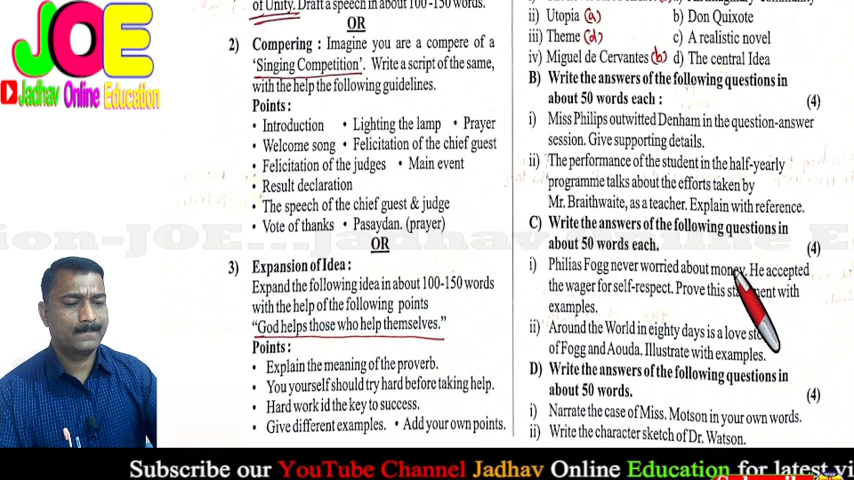 JOE
Jadhav Online Education
of Unity. Draft a speech in about 100-150 words.
OR
2) Compering : Imagine you are a compere of a
'Singing Competition'. Write a script of the same,
with the help the following guidelines.
Points :
• Introduction • Lighting the lamp • Prayer
• Welcome song • Felicitation of the chief guest
• Felicitation of the judges • Main event
• Result declaration
• The speech of the chief guest & judge
• Vote of thanks • Pasaydan. (prayer)
OR
3) Expansion of Idea :
Expand the following idea in about 100-150 words
with the help of the following points
"God helps those who help themselves."
Points :
• Explain the meaning of the proverb.
• You yourself should try hard before taking help.
• Hard work id the key to success.
• Give different examples. • Add your own points.
ii) Utopia (a) b) Don Quixote
iii) Theme (d) c) A realistic novel
iv) Miguel de Cervantes (b) d) The central Idea
B) Write the answers of the following questions in
about 50 words each : (4)
i) Miss Philips outwitted Denham in the question-answer
session. Give supporting details.
ii) The performance of the student in the half-yearly
programme talks about the efforts taken by
Mr. Braithwaite, as a teacher. Explain with reference.
C) Write the answers of the following questions in
about 50 words each. (4)
i) Philias Fogg never worried about money. He accepted
the wager for self-respect. Prove this statement with
examples.
ii) Around the World in eighty days is a love
of Fogg and Aouda. Illustrate with examples.
D) Write the answers of the following questions in
about 50 words. (4)
i) Narrate the case of Miss. Motson in your own words.
ii) Write the character sketch of Dr. Watson.
Subscribe our YouTube Channel Jadhav Online Education for latest vi